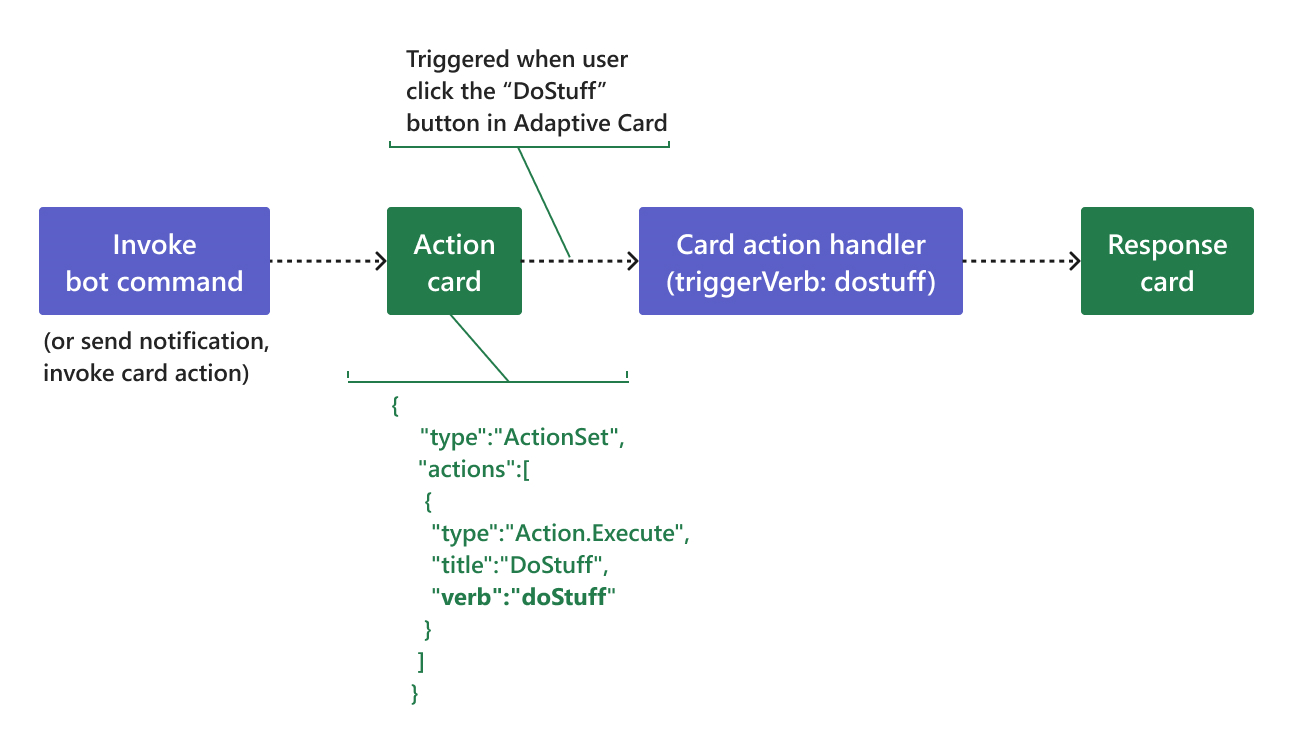 Triggered when user
click the “DoStuff”
button in Adaptive Card
Invoke
bot command
Action
card
Card action handler
(triggerVerb: dostuff)
Response
card
(or send notification,
invoke card action)
{
"type":"ActionSet",
"actions":[
{
"type":"Action.Execute",
"title":"DoStuff",
"verb":"doStuff"
}
]
}